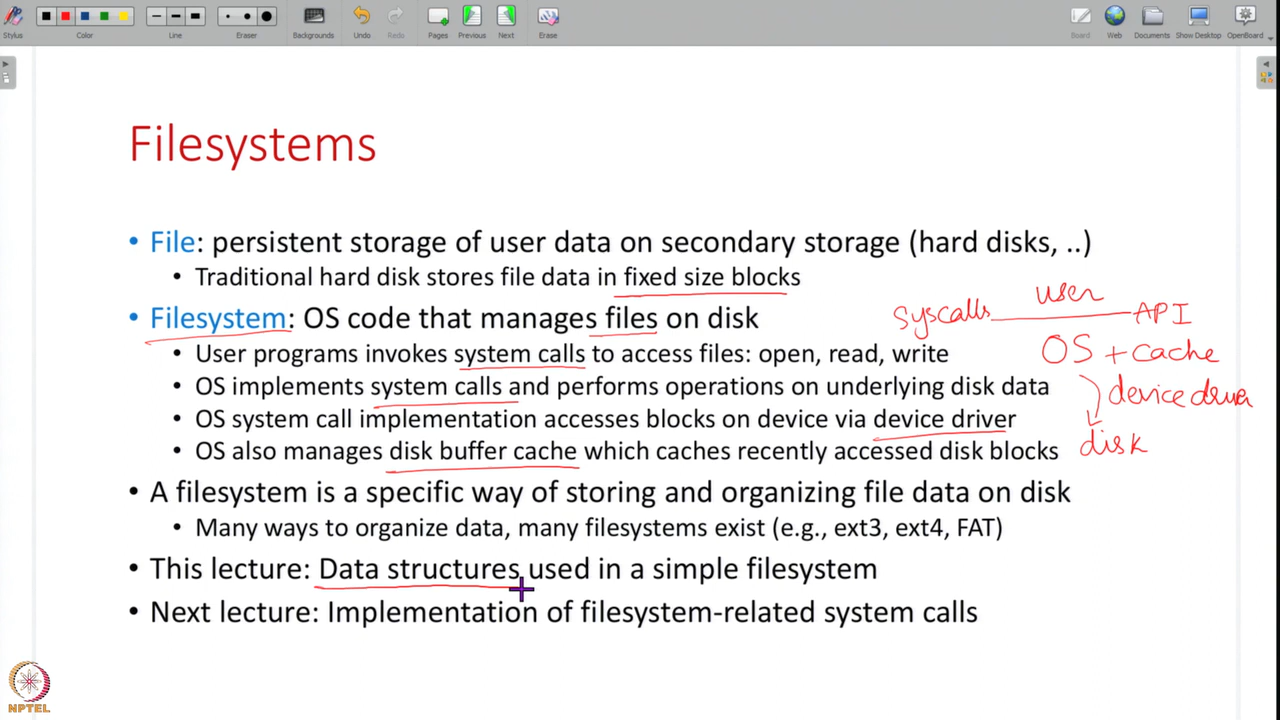 Stylus
Color
Line
Eraser
Backgrounds
Undo
Redo
Pages
Previous
Next
Erase
Board
Web
Documents
Show Desktop
OpenBoard
Filesystems
• File: persistent storage of user data on secondary storage (hard disks, ..)
• Traditional hard disk stores file data in fixed size blocks
• Filesystem: OS code that manages files on disk
• User programs invokes system calls to access files: open, read, write
• OS implements system calls and performs operations on underlying disk data
• OS system call implementation accesses blocks on device via device driver
• OS also manages disk buffer cache which caches recently accessed disk blocks
user
syscalls API
OS + cache
device driver
disk
• A filesystem is a specific way of storing and organizing file data on disk
• Many ways to organize data, many filesystems exist (e.g., ext3, ext4, FAT)
• This lecture: Data structures used in a simple filesystem
• Next lecture: Implementation of filesystem-related system calls
NPTEL